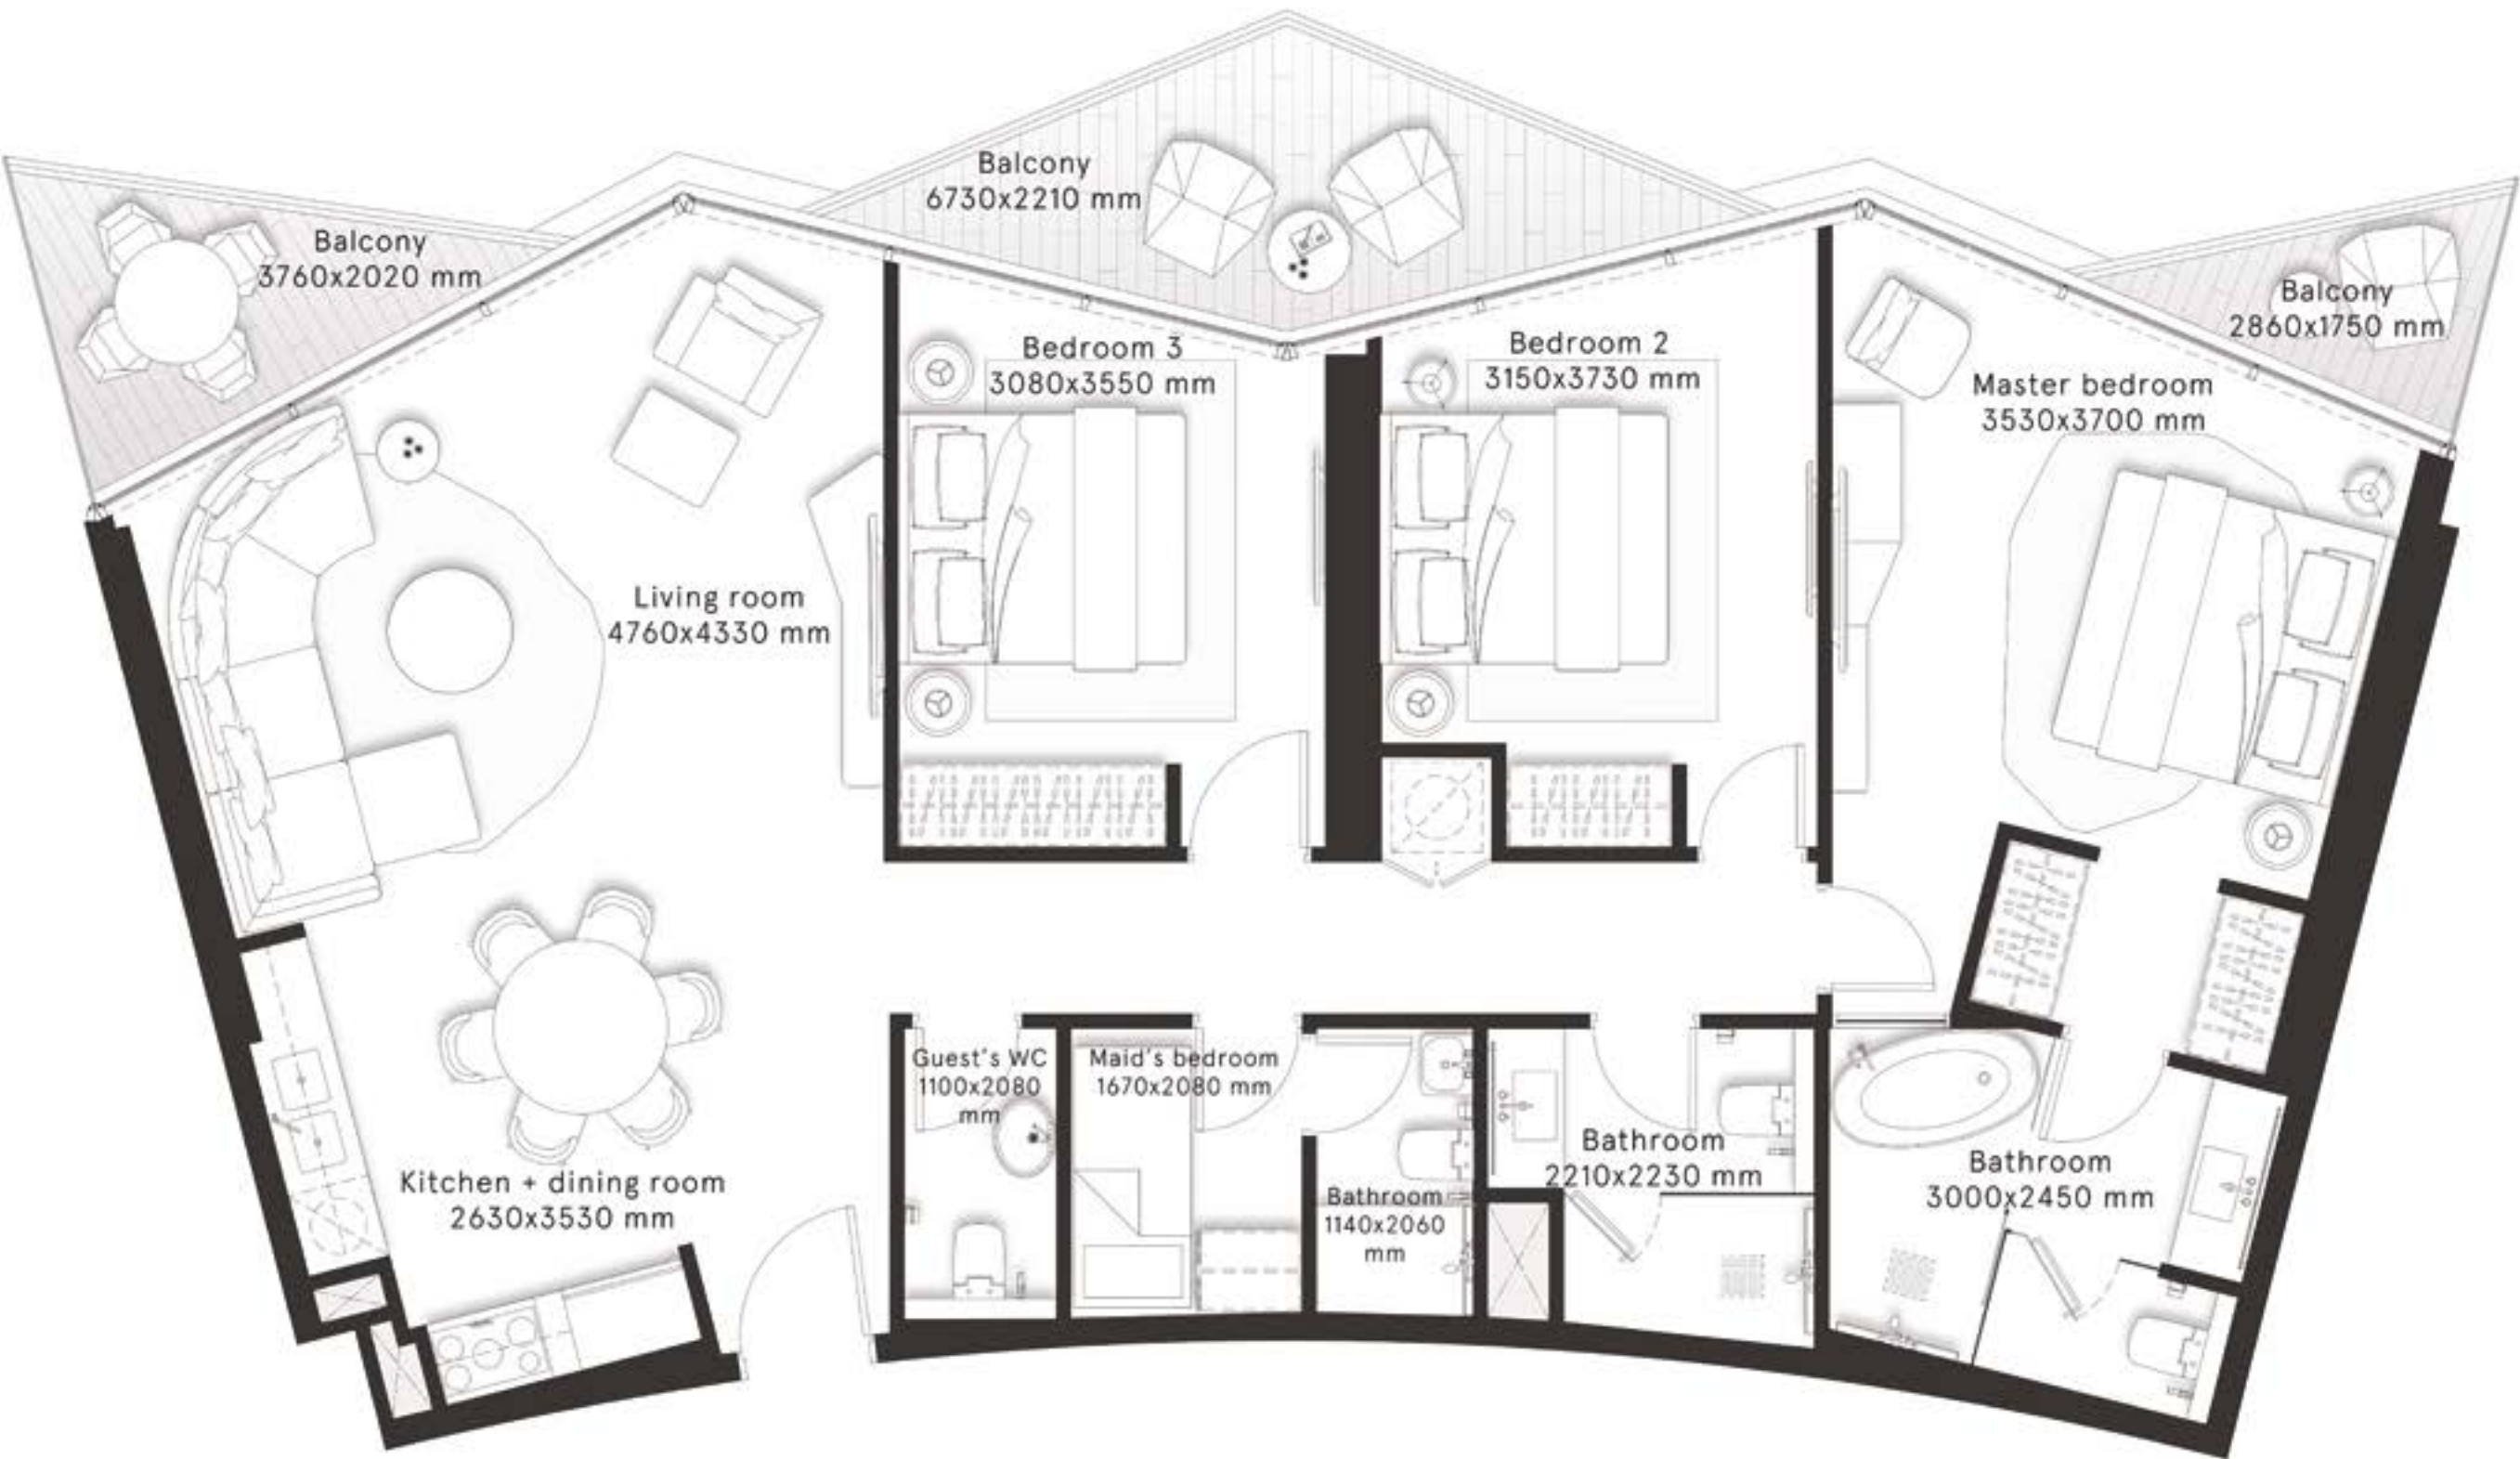 Balcony
6730x2210 mm
Balcony
3760x2020 mm
Balcony
2860x1750 mm
Bedroom 3
3080x3550 mm
Bedroom 2
3150x3730 mm
Master bedroom
3530x3700 mm
Living room
4760x4330 mm
Guest's WC
1100x2080
mm
Maid's bedroom
1670x2080 mm
Bathroom
2210x2230 mm
Bathroom
3000x2450 mm
Kitchen + dining room
2630x3530 mm
Bathroom
1140x2060
mm